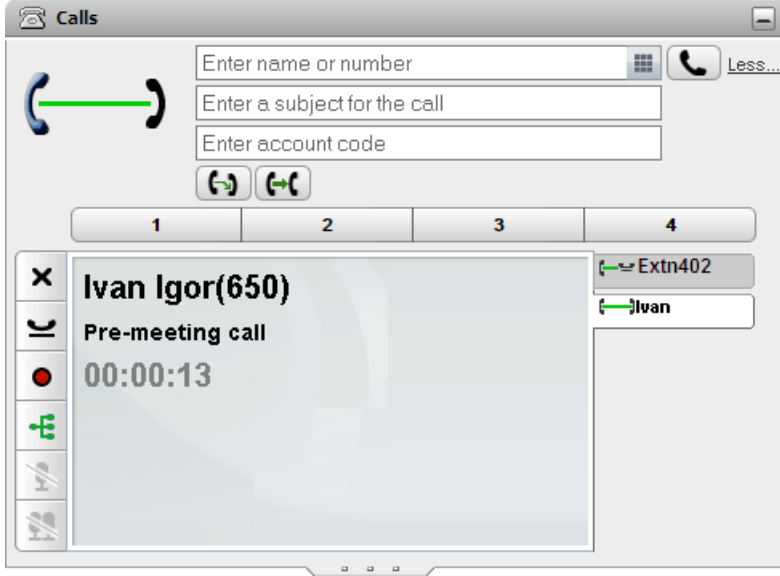 Calls
Enter name or number
Less...
Enter a subject for the call
Enter account code
1 2 3 4
Ivan Igor(650)
Pre-meeting call
00:00:13
Extn402
Ivan